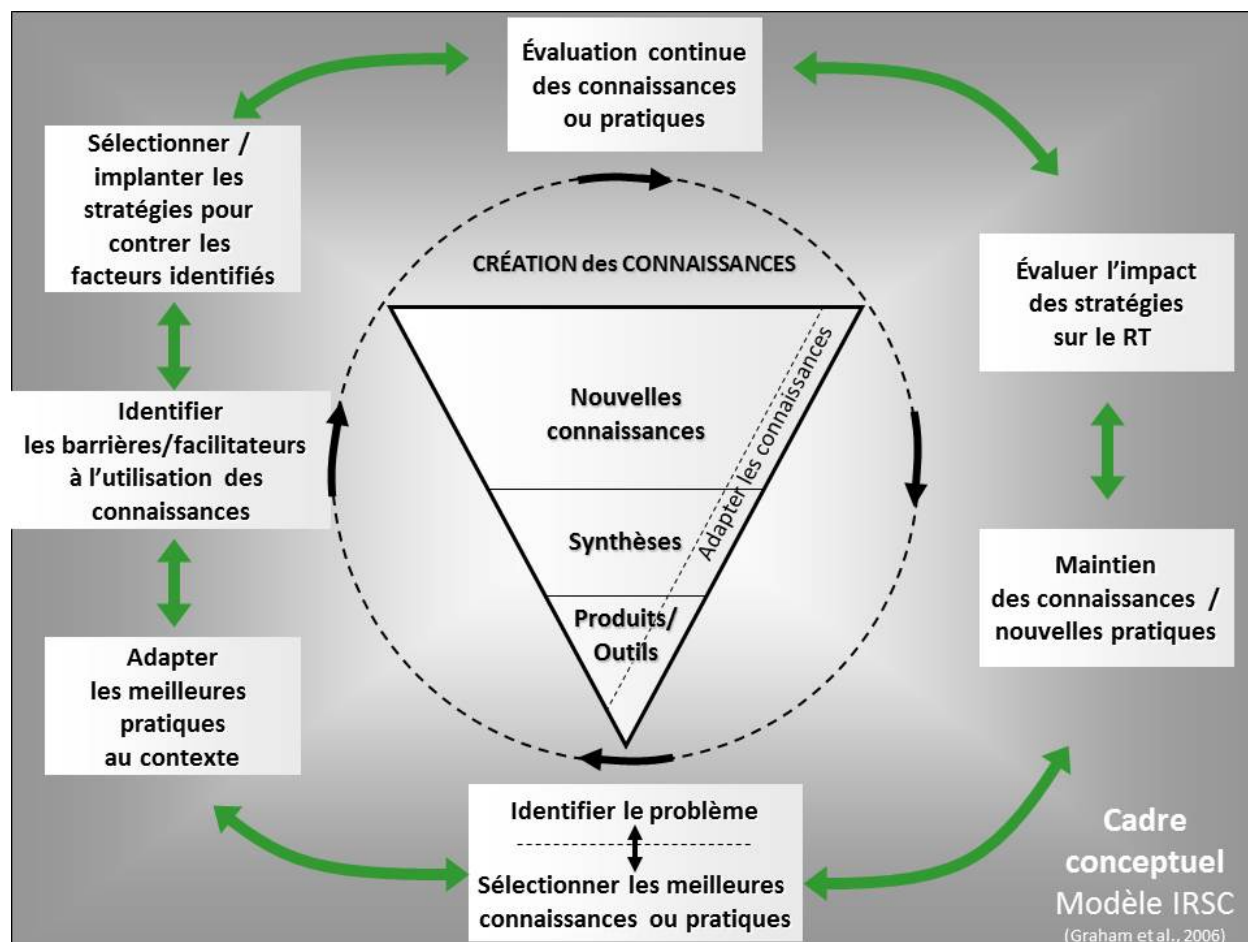 Évaluation continue
des connaissances
ou pratiques
Sélectionner /
implanter les
stratégies pour
contrer les
facteurs identifiés
CRÉATION des CONNAISSANCES
Évaluer l’impact
des stratégies
sur le RT
Nouvelles
connaissances
Adapter les connaissances
Identifier
les barrières/facilitateurs
à l’utilisation des
connaissances
Synthèses
Maintien
des connaissances /
nouvelles pratiques
Produits/
Outils
Adapter
les meilleures
pratiques
au contexte
Identifier le problème
Sélectionner les meilleures
connaissances ou pratiques
Cadre
conceptuel
Modèle IRSC
(Graham et al., 2006)